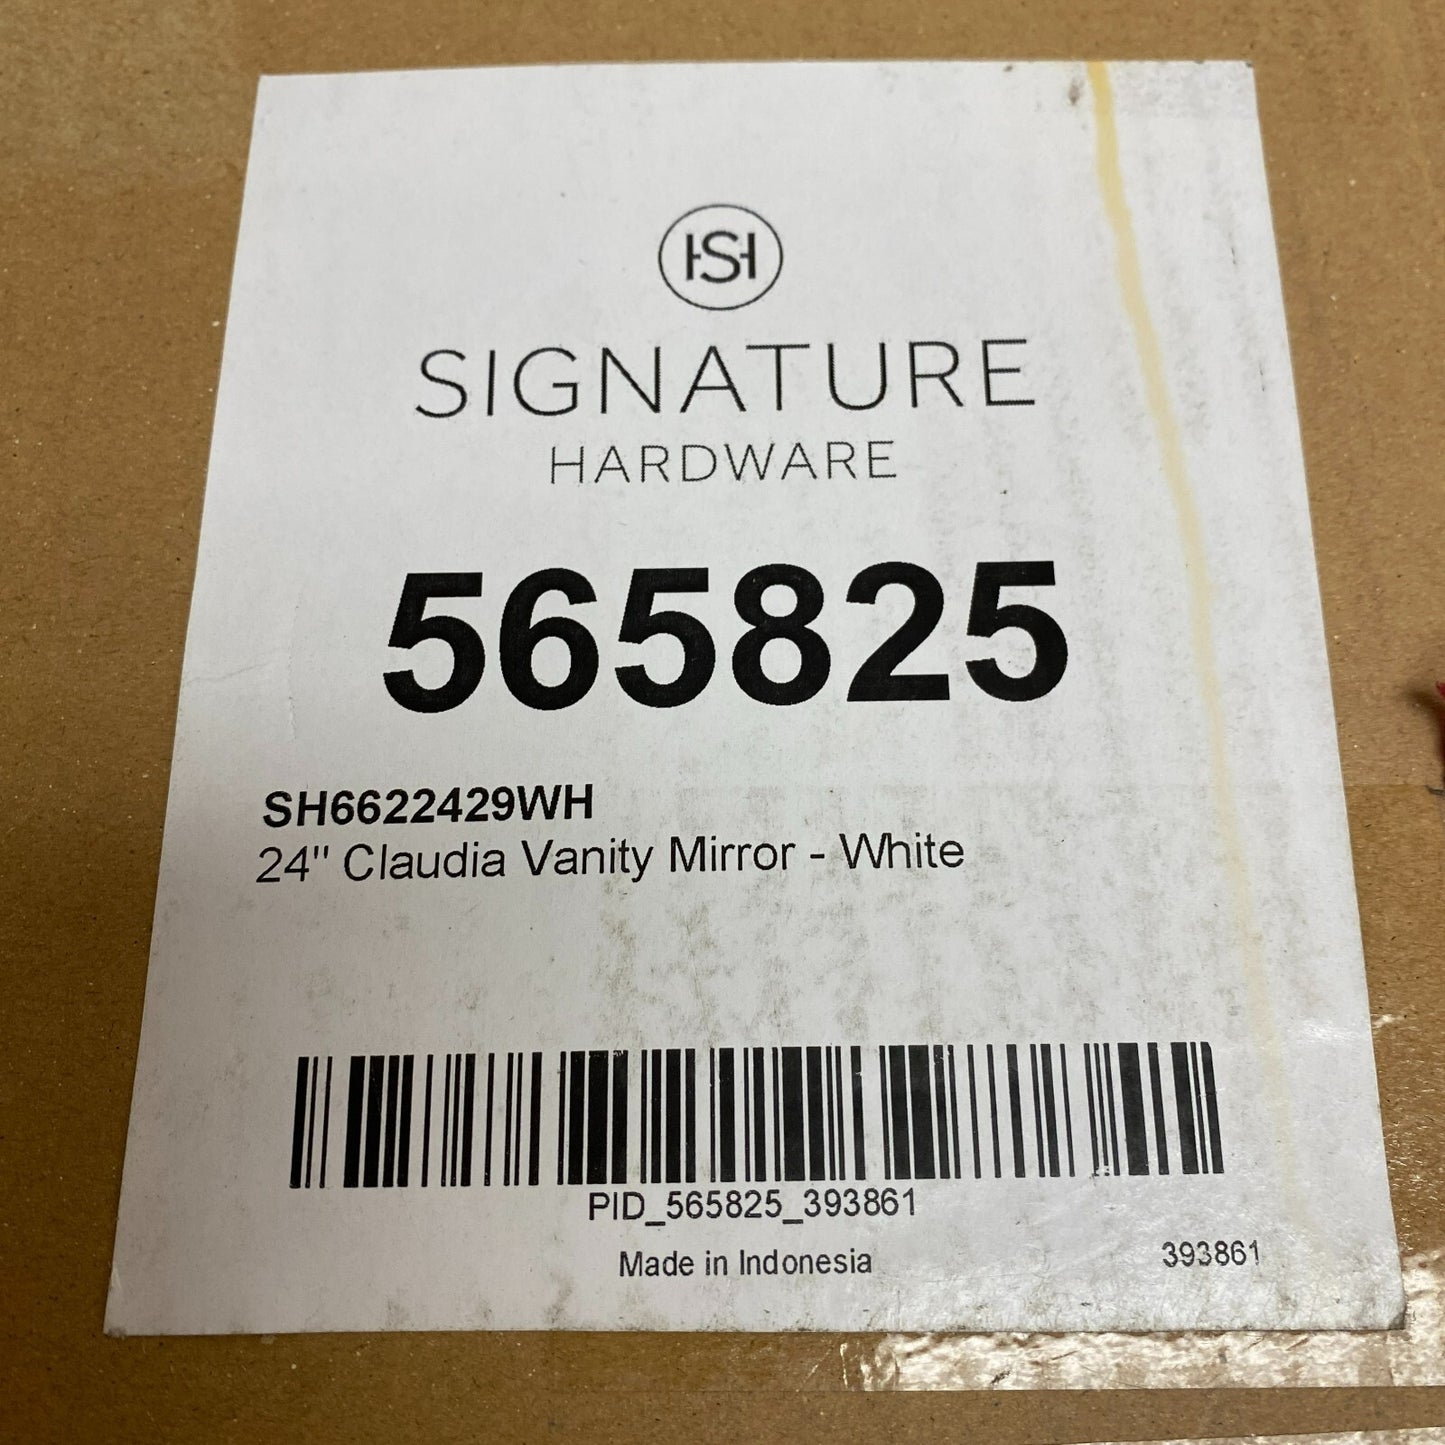 SH
SIGNATURE
HARDWARE
565825
SH6622429WH
24" Claudia Vanity Mirror - White
PID_565825_393861
Made in Indonesia
393861